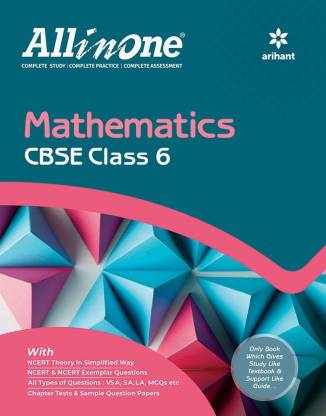 All in One®
COMPLETE STUDY | COMPLETE PRACTICE | COMPLETE ASSESSMENT
arihant
Mathematics
CBSE Class 6
With
NCERT Theory in Simplified Way
NCERT & NCERT Exemplar Questions
All Types of Questions : VSA, SA, LA, MCQs etc
Chapter Tests & Sample Question Papers
Only Book
Which Gives
Study Like
Textbook &
Support Like
Guide...